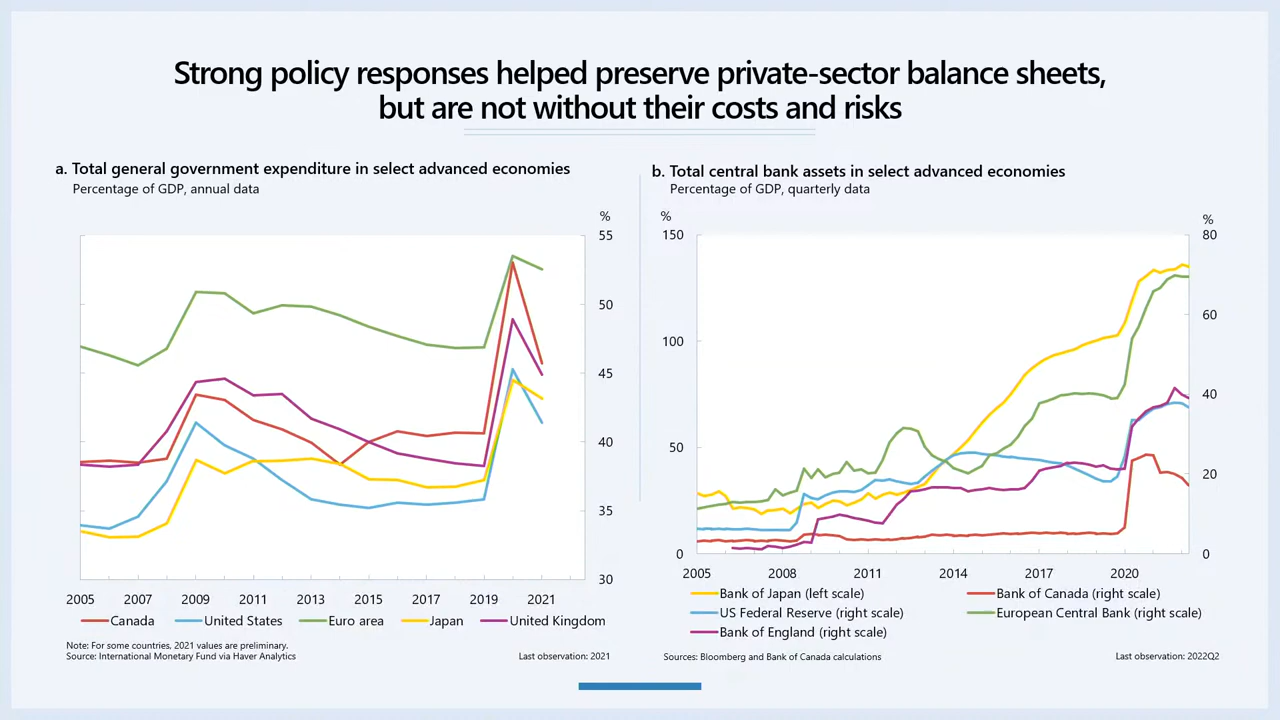 Strong policy responses helped preserve private-sector balance sheets,
but are not without their costs and risks
a. Total general government expenditure in select advanced economies
Percentage of GDP, annual data
%
55
50
45
40
35
30
2005 2007 2009 2011 2013 2015 2017 2019 2021
Canada United States Euro area Japan United Kingdom
Note: For some countries, 2021 values are preliminary.
Source: International Monetary Fund via Haver Analytics
Last observation: 2021
b. Total central bank assets in select advanced economies
Percentage of GDP, quarterly data
% %
150 80
60
100
40
50
20
0 0
2005 2008 2011 2014 2017 2020
Bank of Japan (left scale) Bank of Canada (right scale)
US Federal Reserve (right scale) European Central Bank (right scale)
Bank of England (right scale)
Sources: Bloomberg and Bank of Canada calculations
Last observation: 2022Q2